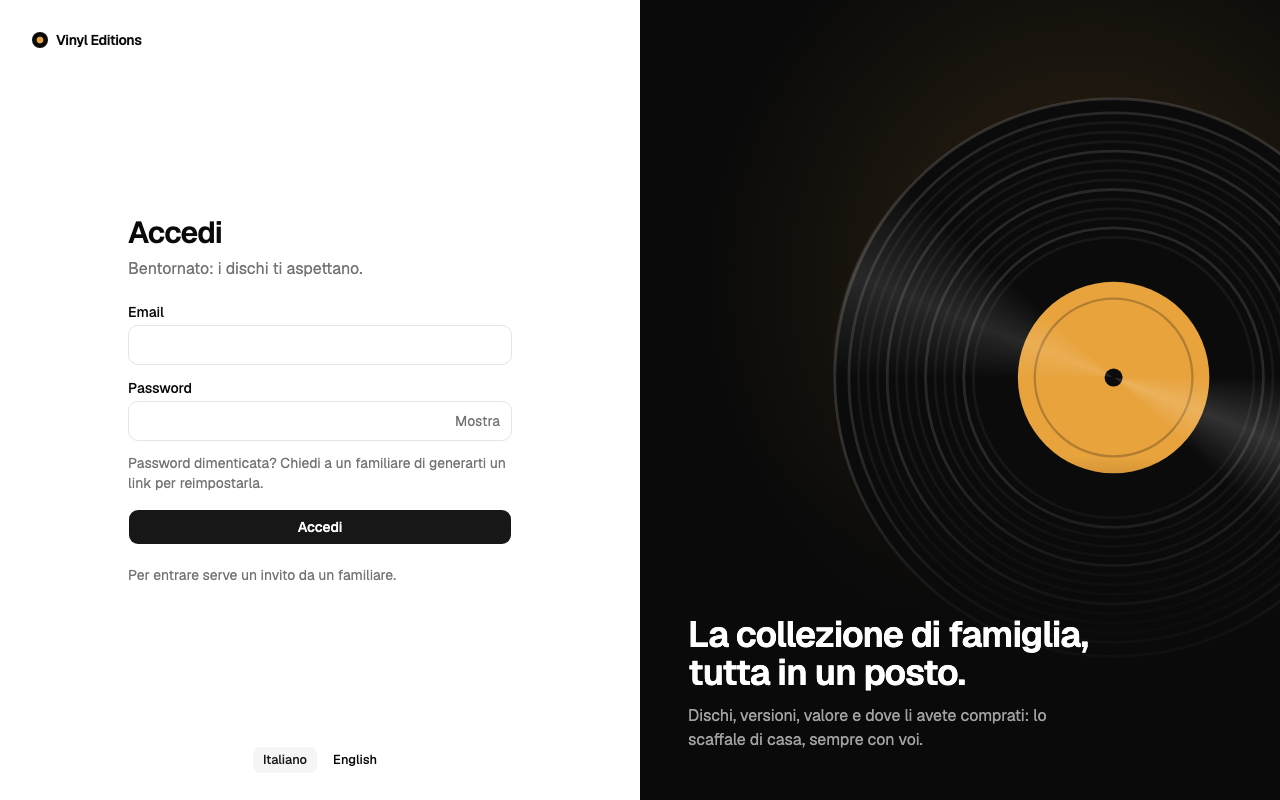 Vinyl Editions
Accedi
Bentornato: i dischi ti aspettano.
Email
Password
Mostra
Password dimenticata? Chiedi a un familiare di generarti un
link per reimpostarla.
Accedi
Per entrare serve un invito da un familiare.
Italiano English
La collezione di famiglia,
tutta in un posto.
Dischi, versioni, valore e dove li avete comprati: lo
scaffale di casa, sempre con voi.